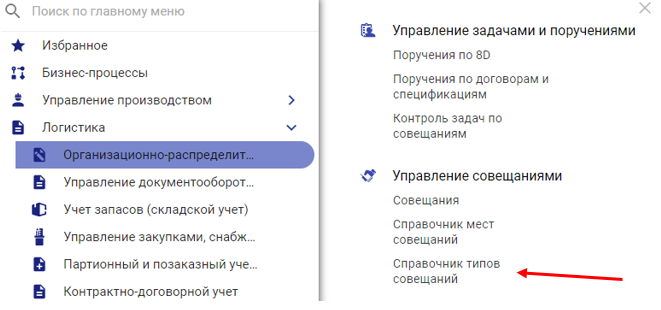 Поиск по главному меню
Избранное
Бизнес-процессы
Управление производством
Логистика
Организационно-распределит...
Управление документооборот...
Учет запасов (складской учет)
Управление закупками, снабж...
Партионный и позаказный уче...
Контрактно-договорной учет
Управление задачами и поручениями
Поручения по 8D
Поручения по договорам и
спецификациям
Контроль задач по
совещаниям
Управление совещаниями
Совещания
Справочник мест
совещаний
Справочник типов
совещаний